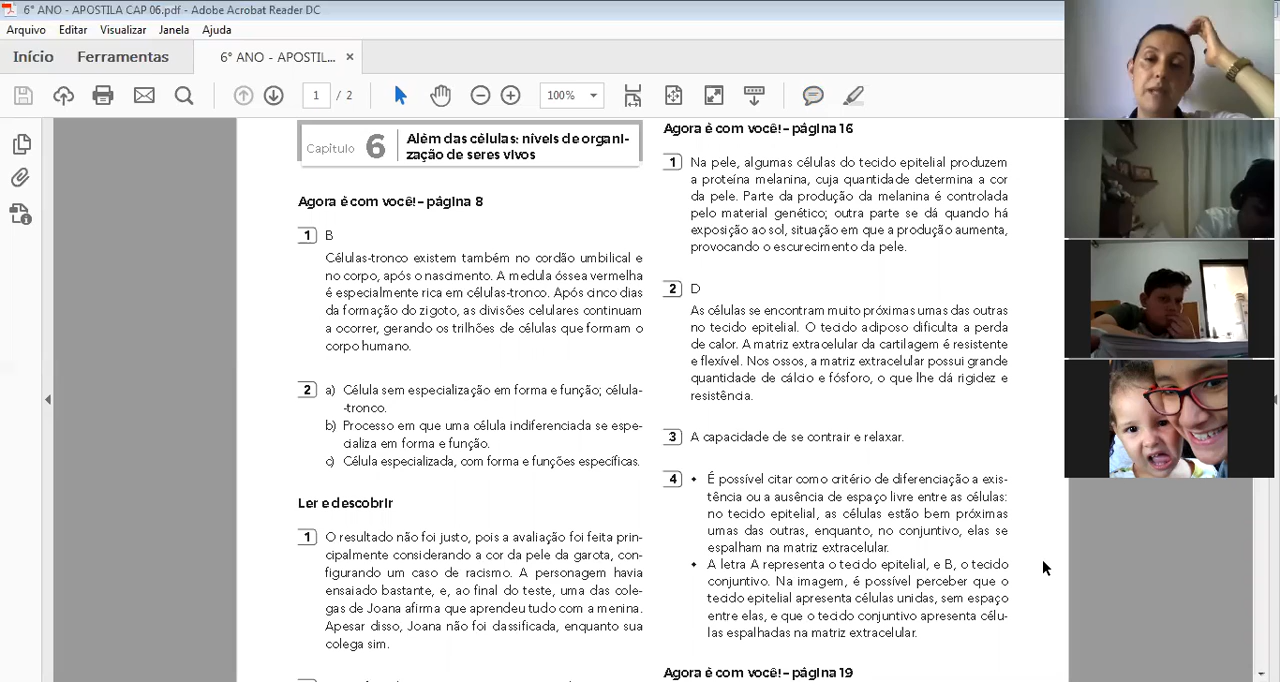 6° ANO - APOSTILA CAP 06.pdf - Adobe Acrobat Reader DC
Arquivo Editar Visualizar Janela Ajuda
Início Ferramentas 6° ANO - APOSTIL... ×
1 / 2 100%
Capítulo 6 Além das células: níveis de organi-
zação de seres vivos
Agora é com você! – página 8
1 B
Células-tronco existem também no cordão umbilical e
no corpo, após o nascimento. A medula óssea vermelha
é especialmente rica em células-tronco. Após cinco dias
da formação do zigoto, as divisões celulares continuam
a ocorrer, gerando os trilhões de células que formam o
corpo humano.
2 a) Célula sem especialização em forma e função; célula-
-tronco.
b) Processo em que uma célula indiferenciada se espe-
cializa em forma e função.
c) Célula especializada, com forma e funções específicas.
Ler e descobrir
1 O resultado não foi justo, pois a avaliação foi feita prin-
cipalmente considerando a cor da pele da garota, con-
figurando um caso de racismo. A personagem havia
ensaiado bastante, e, ao final do teste, uma das cole-
gas de Joana afirma que aprendeu tudo com a menina.
Apesar disso, Joana não foi classificada, enquanto sua
colega sim.
Agora é com você! – página 16
1 Na pele, algumas células do tecido epitelial produzem
a proteína melanina, cuja quantidade determina a cor
da pele. Parte da produção da melanina é controlada
pelo material genético; outra parte se dá quando há
exposição ao sol, situação em que a produção aumenta,
provocando o escurecimento da pele.
2 D
As células se encontram muito próximas umas das outras
no tecido epitelial. O tecido adiposo dificulta a perda
de calor. A matriz extracelular da cartilagem é resistente
e flexível. Nos ossos, a matriz extracelular possui grande
quantidade de cálcio e fósforo, o que lhe dá rigidez e
resistência.
3 A capacidade de se contrair e relaxar.
4 • É possível citar como critério de diferenciação a exis-
tência ou a ausência de espaço livre entre as células:
no tecido epitelial, as células estão bem próximas
umas das outras, enquanto, no conjuntivo, elas se
espalham na matriz extracelular.
• A letra A representa o tecido epitelial, e B, o tecido
conjuntivo. Na imagem, é possível perceber que o
tecido epitelial apresenta células unidas, sem espaço
entre elas, e que o tecido conjuntivo apresenta célu-
las espalhadas na matriz extracelular.
Agora é com você! – página 19